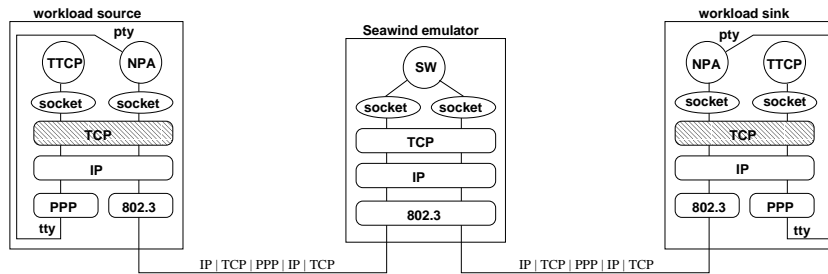 workload source
Seawind emulator
workload sink
pty
pty
TTCP
NPA
SW
NPA
TTCP
socket
socket
socket
socket
socket
socket
TCP
TCP
TCP
IP
IP
IP
PPP
802.3
802.3
802.3
PPP
tty
tty
IP | TCP | PPP | IP | TCP
IP | TCP | PPP | IP | TCP